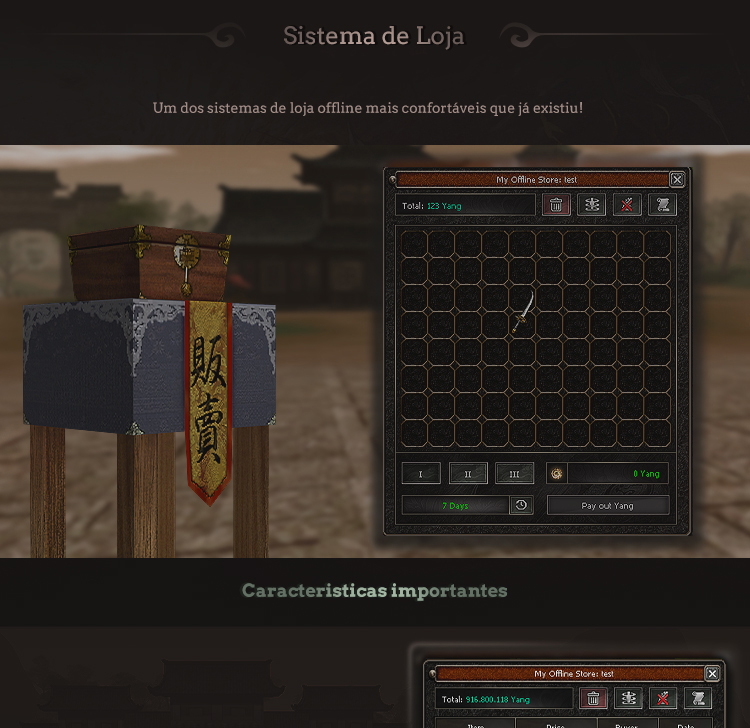 Sistema de Loja
Um dos sistemas de loja offline mais confortáveis que já existiu!
My Offline Store: test
Total: 123 Yang
販賣
I II III 0 Yang
7 Days Pay out Yang
Caracteristicas importantes
My Offline Store: test
Total: 916.800.118 Yang
Item Price Buyer Date